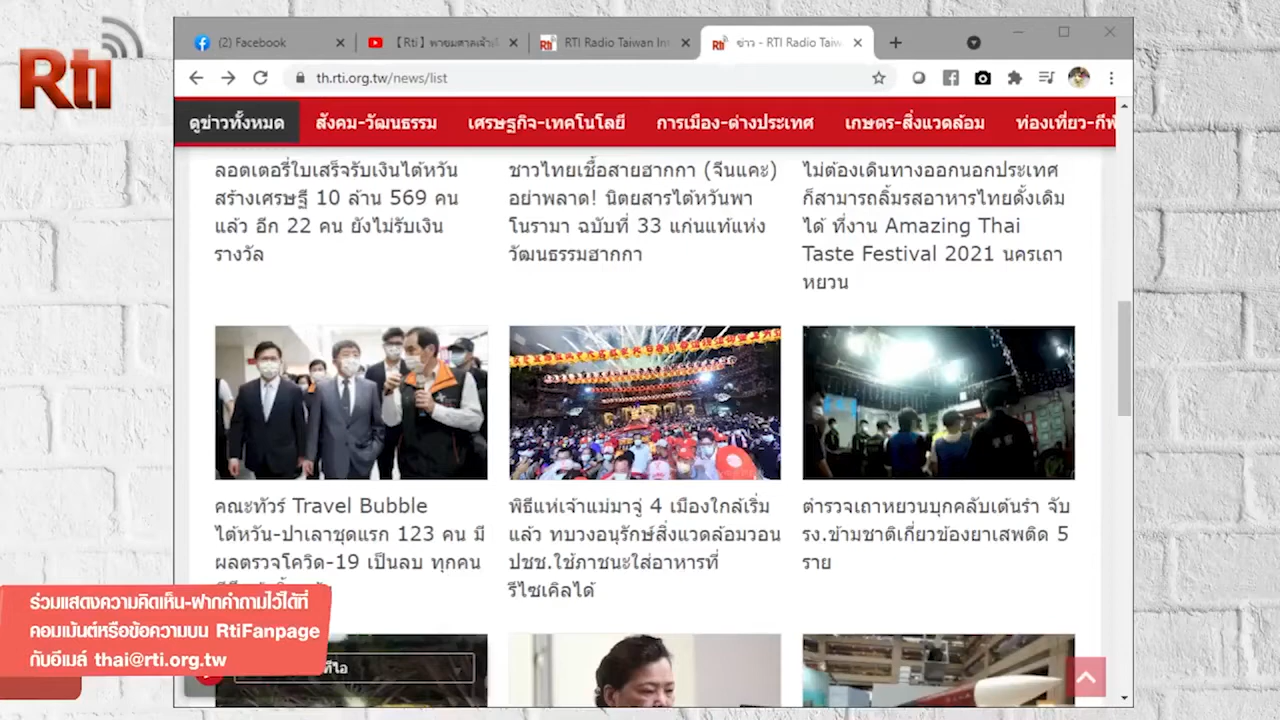 Rti
(2) Facebook
【Rti】พายมศาลเจ้าเ
RTI Radio Taiwan Int
ข่าว - RTI Radio Taiw
th.rti.org.tw/news/list
ดูข่าวทั้งหมด สังคม-วัฒนธรรม เศรษฐกิจ-เทคโนโลยี การเมือง-ต่างประเทศ เกษตร-สิ่งแวดล้อม ท่องเที่ยว-กีฬ
ลอตเตอรี่ใบเสร็จรับเงินไต้หวัน
สร้างเศรษฐี 10 ล้าน 569 คน
แล้ว อีก 22 คน ยังไม่รับเงิน
รางวัล
ชาวไทยเชื้อสายฮากกา (จีนแคะ)
อย่าพลาด! นิตยสารไต้หวันพา
โนรามา ฉบับที่ 33 แก่นแท้แห่ง
วัฒนธรรมฮากกา
ไม่ต้องเดินทางออกนอกประเทศ
ก็สามารถลิ้มรสอาหารไทยดั้งเดิม
ได้ ที่งาน Amazing Thai
Taste Festival 2021 นครเถา
หยวน
คณะทัวร์ Travel Bubble
ไต้หวัน-ปาเลาชุดแรก 123 คน มี
ผลตรวจโควิด-19 เป็นลบ ทุกคน
พิธีแห่เจ้าแม่มาจู่ 4 เมืองใกล้เริ่ม
แล้ว ทบวงอนุรักษ์สิ่งแวดล้อมวอน
ปชช.ใช้ภาชนะใส่อาหารที่
รีไซเคิลได้
ตำรวจเถาหยวนบุกคลับเต้นรำ จับ
รง.ข้ามชาติเกี่ยวข้องยาเสพติด 5
ราย
ร่วมแสดงความคิดเห็น-ฝากคำถามไว้ได้ที่
คอมเม้นต์หรือข้อความบน RtiFanpage
กับอีเมล์ thai@rti.org.tw